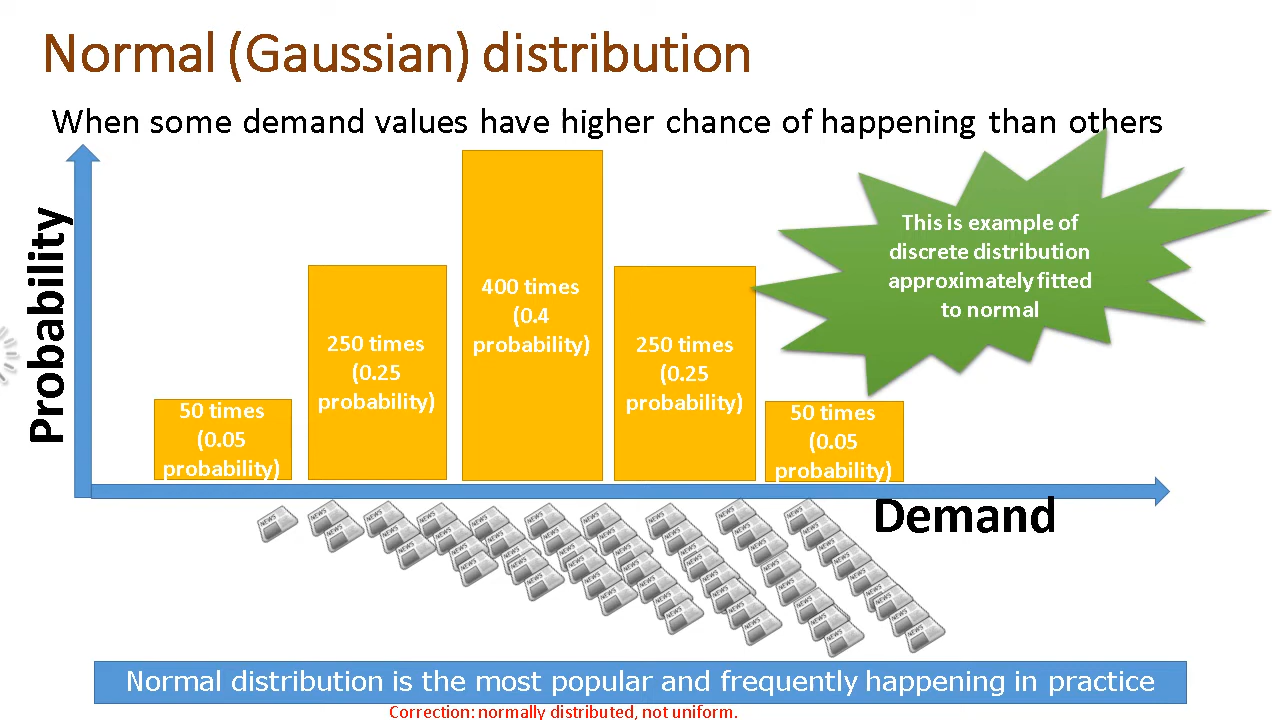 Normal (Gaussian) distribution
When some demand values have higher chance of happening than others
Probability
50 times
(0.05
probability)
250 times
(0.25
probability)
400 times
(0.4
probability)
250 times
(0.25
probability)
50 times
(0.05
probability)
This is example of
discrete distribution
approximately fitted
to normal
Demand
NEWS
Normal distribution is the most popular and frequently happening in practice
Correction: normally distributed, not uniform.